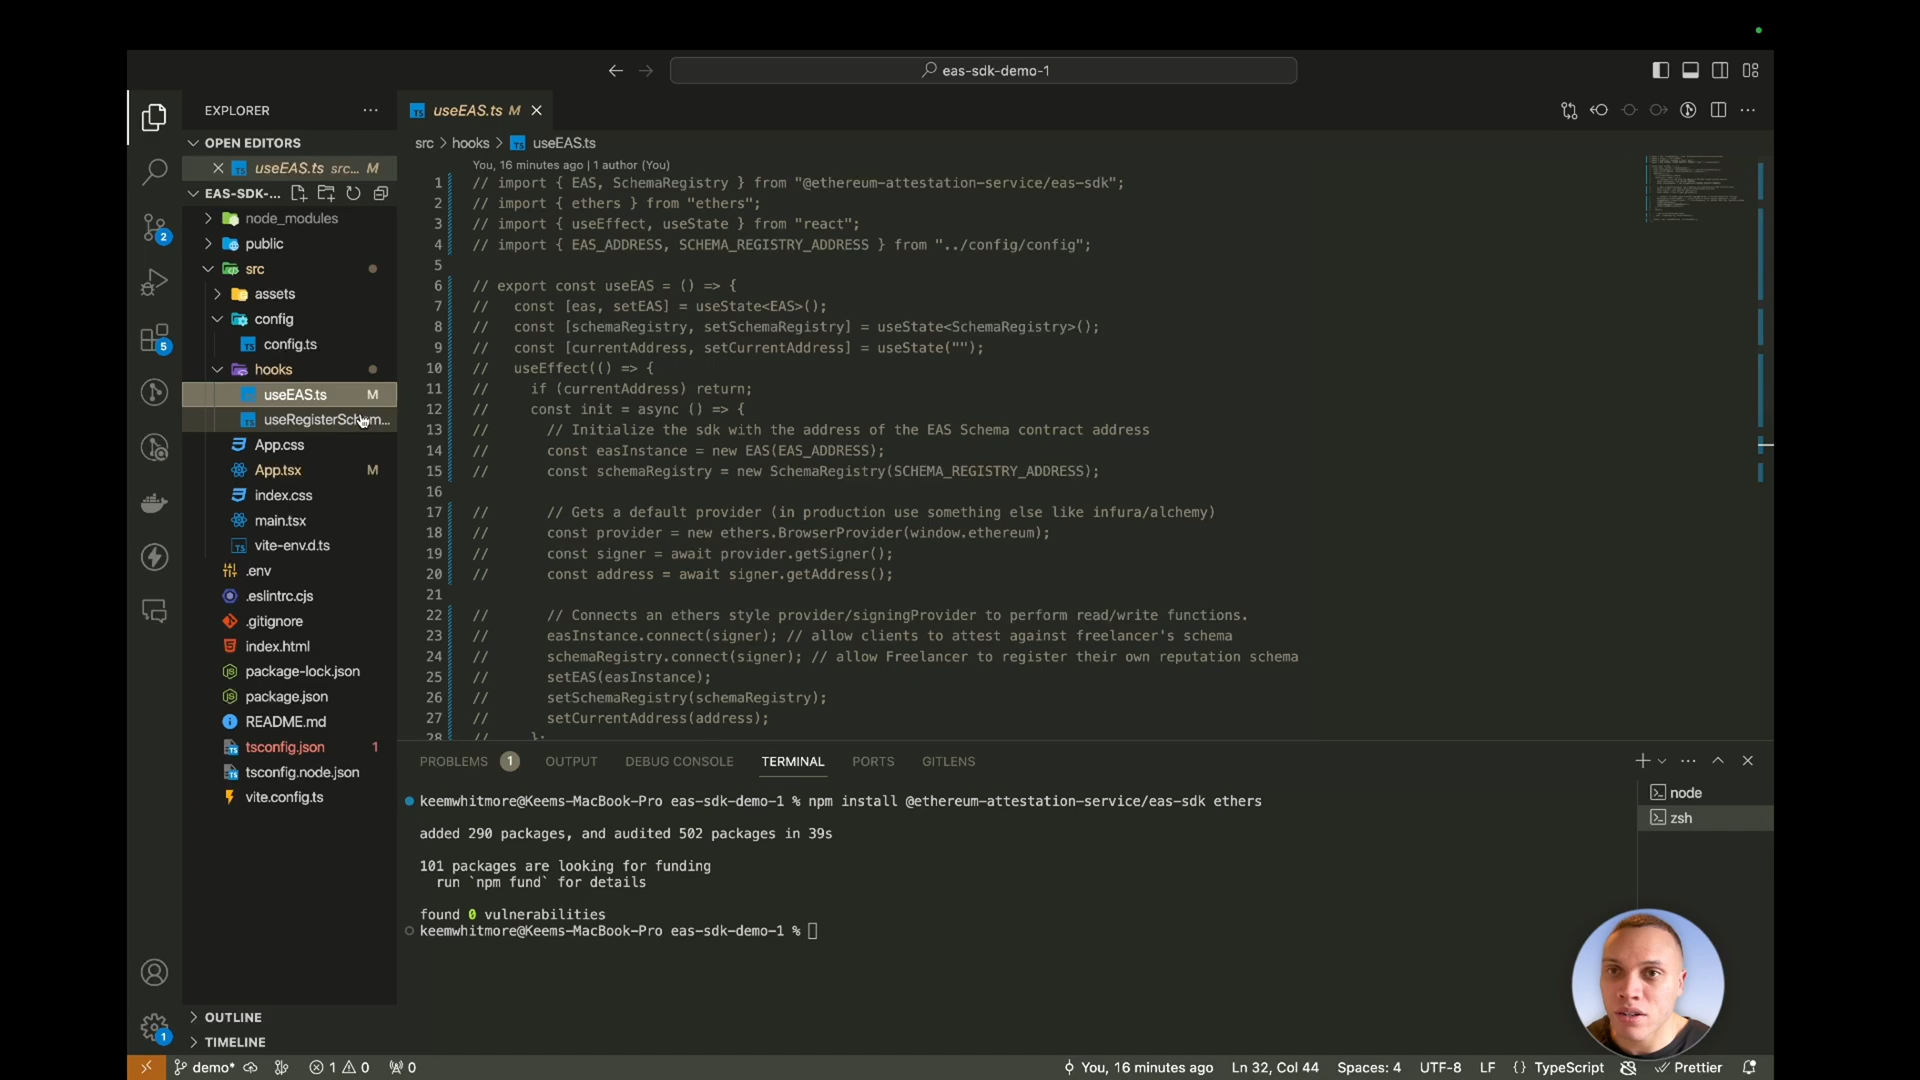 eas-sdk-demo-1
EXPLORER
useEAS.ts M
OPEN EDITORS
useEAS.ts src... M
src > hooks > useEAS.ts
EAS-SDK-...
node_modules
public
src
assets
config
config.ts
hooks
useEAS.ts M
useRegisterSchem...
App.css
App.tsx M
index.css
main.tsx
vite-env.d.ts
.env
.eslintrc.cjs
.gitignore
index.html
package-lock.json
package.json
README.md
tsconfig.json 1
tsconfig.node.json
vite.config.ts
OUTLINE
TIMELINE
2
5
1
You, 16 minutes ago | 1 author (You)
1 // import { EAS, SchemaRegistry } from "@ethereum-attestation-service/eas-sdk";
2 // import { ethers } from "ethers";
3 // import { useEffect, useState } from "react";
4 // import { EAS_ADDRESS, SCHEMA_REGISTRY_ADDRESS } from "../config/config";
5
6 // export const useEAS = () => {
7 //   const [eas, setEAS] = useState<EAS>();
8 //   const [schemaRegistry, setSchemaRegistry] = useState<SchemaRegistry>();
9 //   const [currentAddress, setCurrentAddress] = useState("");
10 //   useEffect(() => {
11 //     if (currentAddress) return;
12 //     const init = async () => {
13 //       // Initialize the sdk with the address of the EAS Schema contract address
14 //       const easInstance = new EAS(EAS_ADDRESS);
15 //       const schemaRegistry = new SchemaRegistry(SCHEMA_REGISTRY_ADDRESS);
16
17 //       // Gets a default provider (in production use something else like infura/alchemy)
18 //       const provider = new ethers.BrowserProvider(window.ethereum);
19 //       const signer = await provider.getSigner();
20 //       const address = await signer.getAddress();
21
22 //       // Connects an ethers style provider/signingProvider to perform read/write functions.
23 //       easInstance.connect(signer); // allow clients to attest against freelancer's schema
24 //       schemaRegistry.connect(signer); // allow Freelancer to register their own reputation schema
25 //       setEAS(easInstance);
26 //       setSchemaRegistry(schemaRegistry);
27 //       setCurrentAddress(address);
28 //     };
PROBLEMS 1 OUTPUT DEBUG CONSOLE TERMINAL PORTS GITLENS
keemwhitmore@Keems-MacBook-Pro eas-sdk-demo-1 % npm install @ethereum-attestation-service/eas-sdk ethers
added 290 packages, and audited 502 packages in 39s
101 packages are looking for funding
run `npm fund` for details
found 0 vulnerabilities
keemwhitmore@Keems-MacBook-Pro eas-sdk-demo-1 %
node
zsh
demo* 1 0 0 You, 16 minutes ago Ln 32, Col 44 Spaces: 4 UTF-8 LF {} TypeScript Prettier